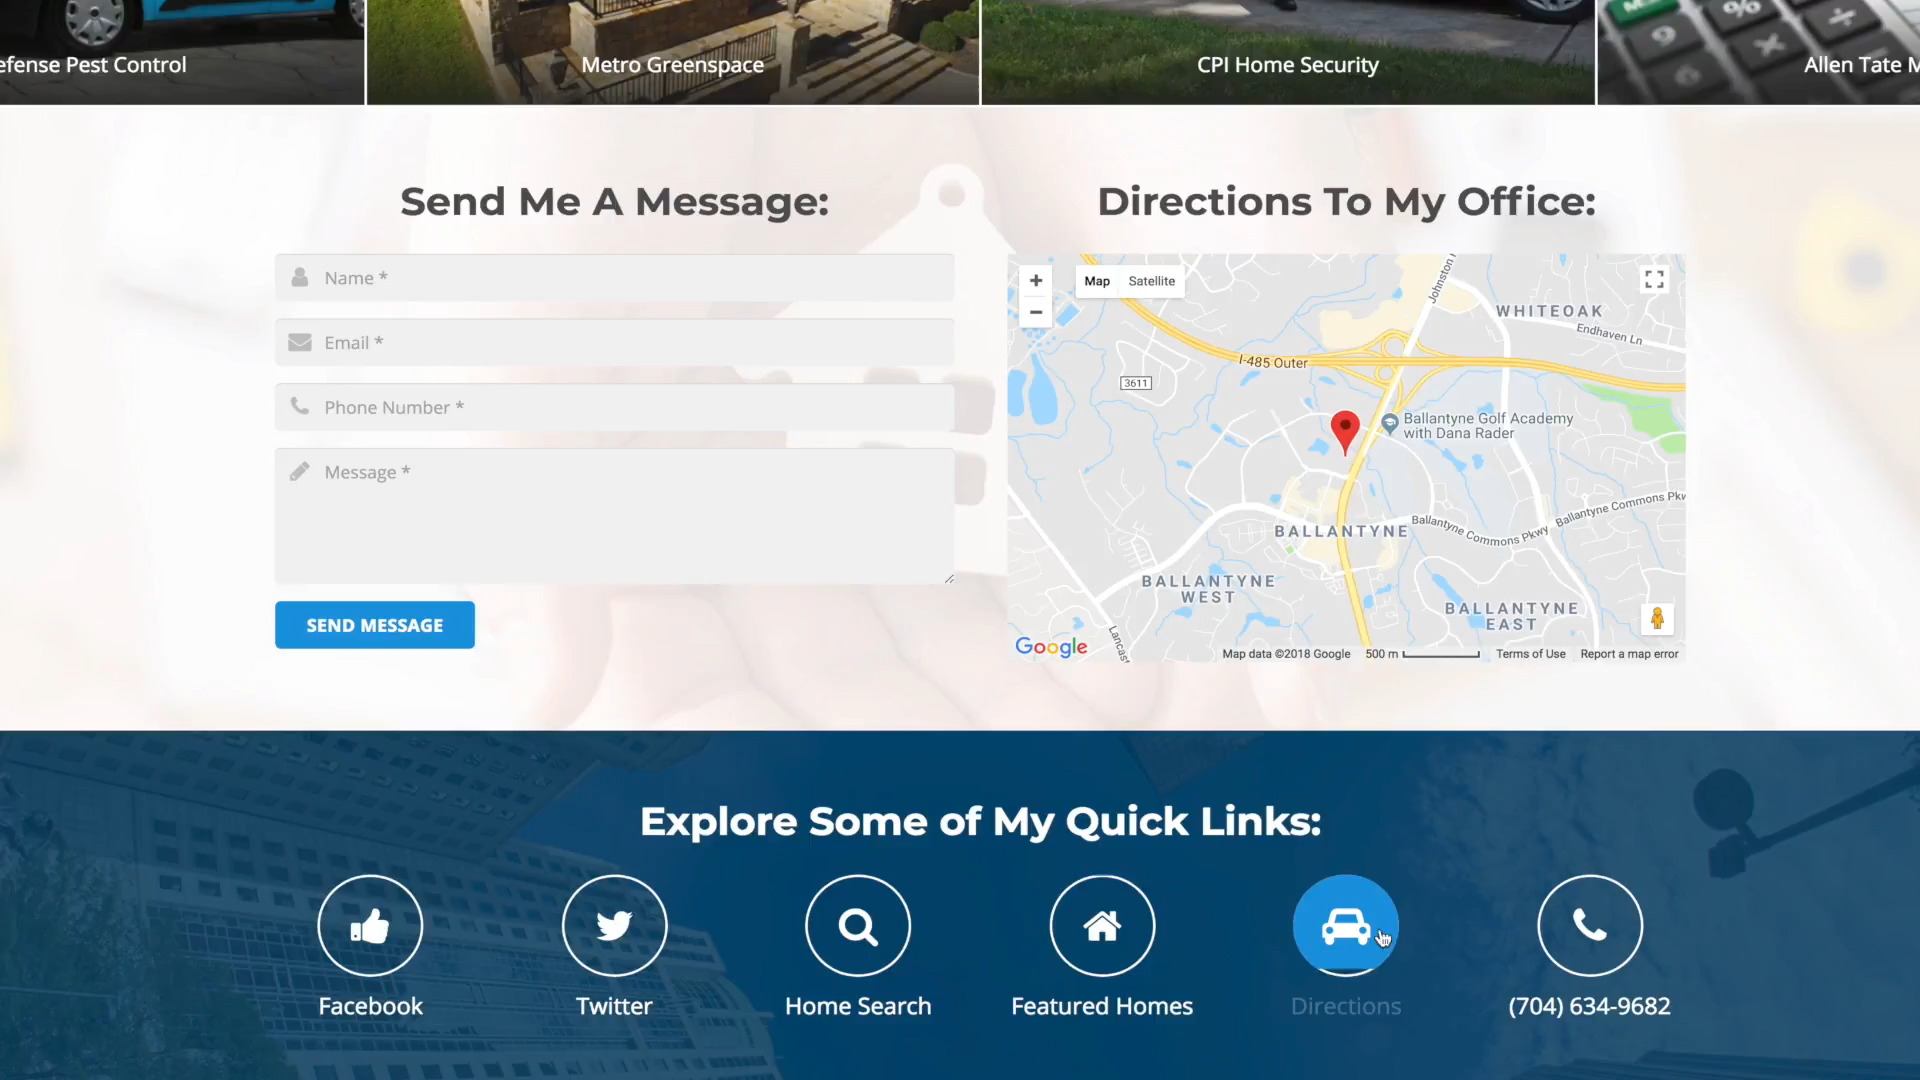 efense Pest Control
Metro Greenspace
CPI Home Security
Allen Tate M
Send Me A Message:
Directions To My Office:
Name *
Email *
Phone Number *
Message *
SEND MESSAGE
+
−
Map Satellite
Johnston
WHITEOAK
Endhaven Ln
I-485 Outer
3611
Ballantyne Golf Academy
with Dana Rader
BALLANTYNE
Ballantyne Commons Pkwy
Ballantyne Commons Pkwy
BALLANTYNE
WEST
BALLANTYNE
EAST
Lancast
Google
Map data ©2018 Google
500 m
Terms of Use
Report a map error
Explore Some of My Quick Links:
Facebook
Twitter
Home Search
Featured Homes
Directions
(704) 634-9682